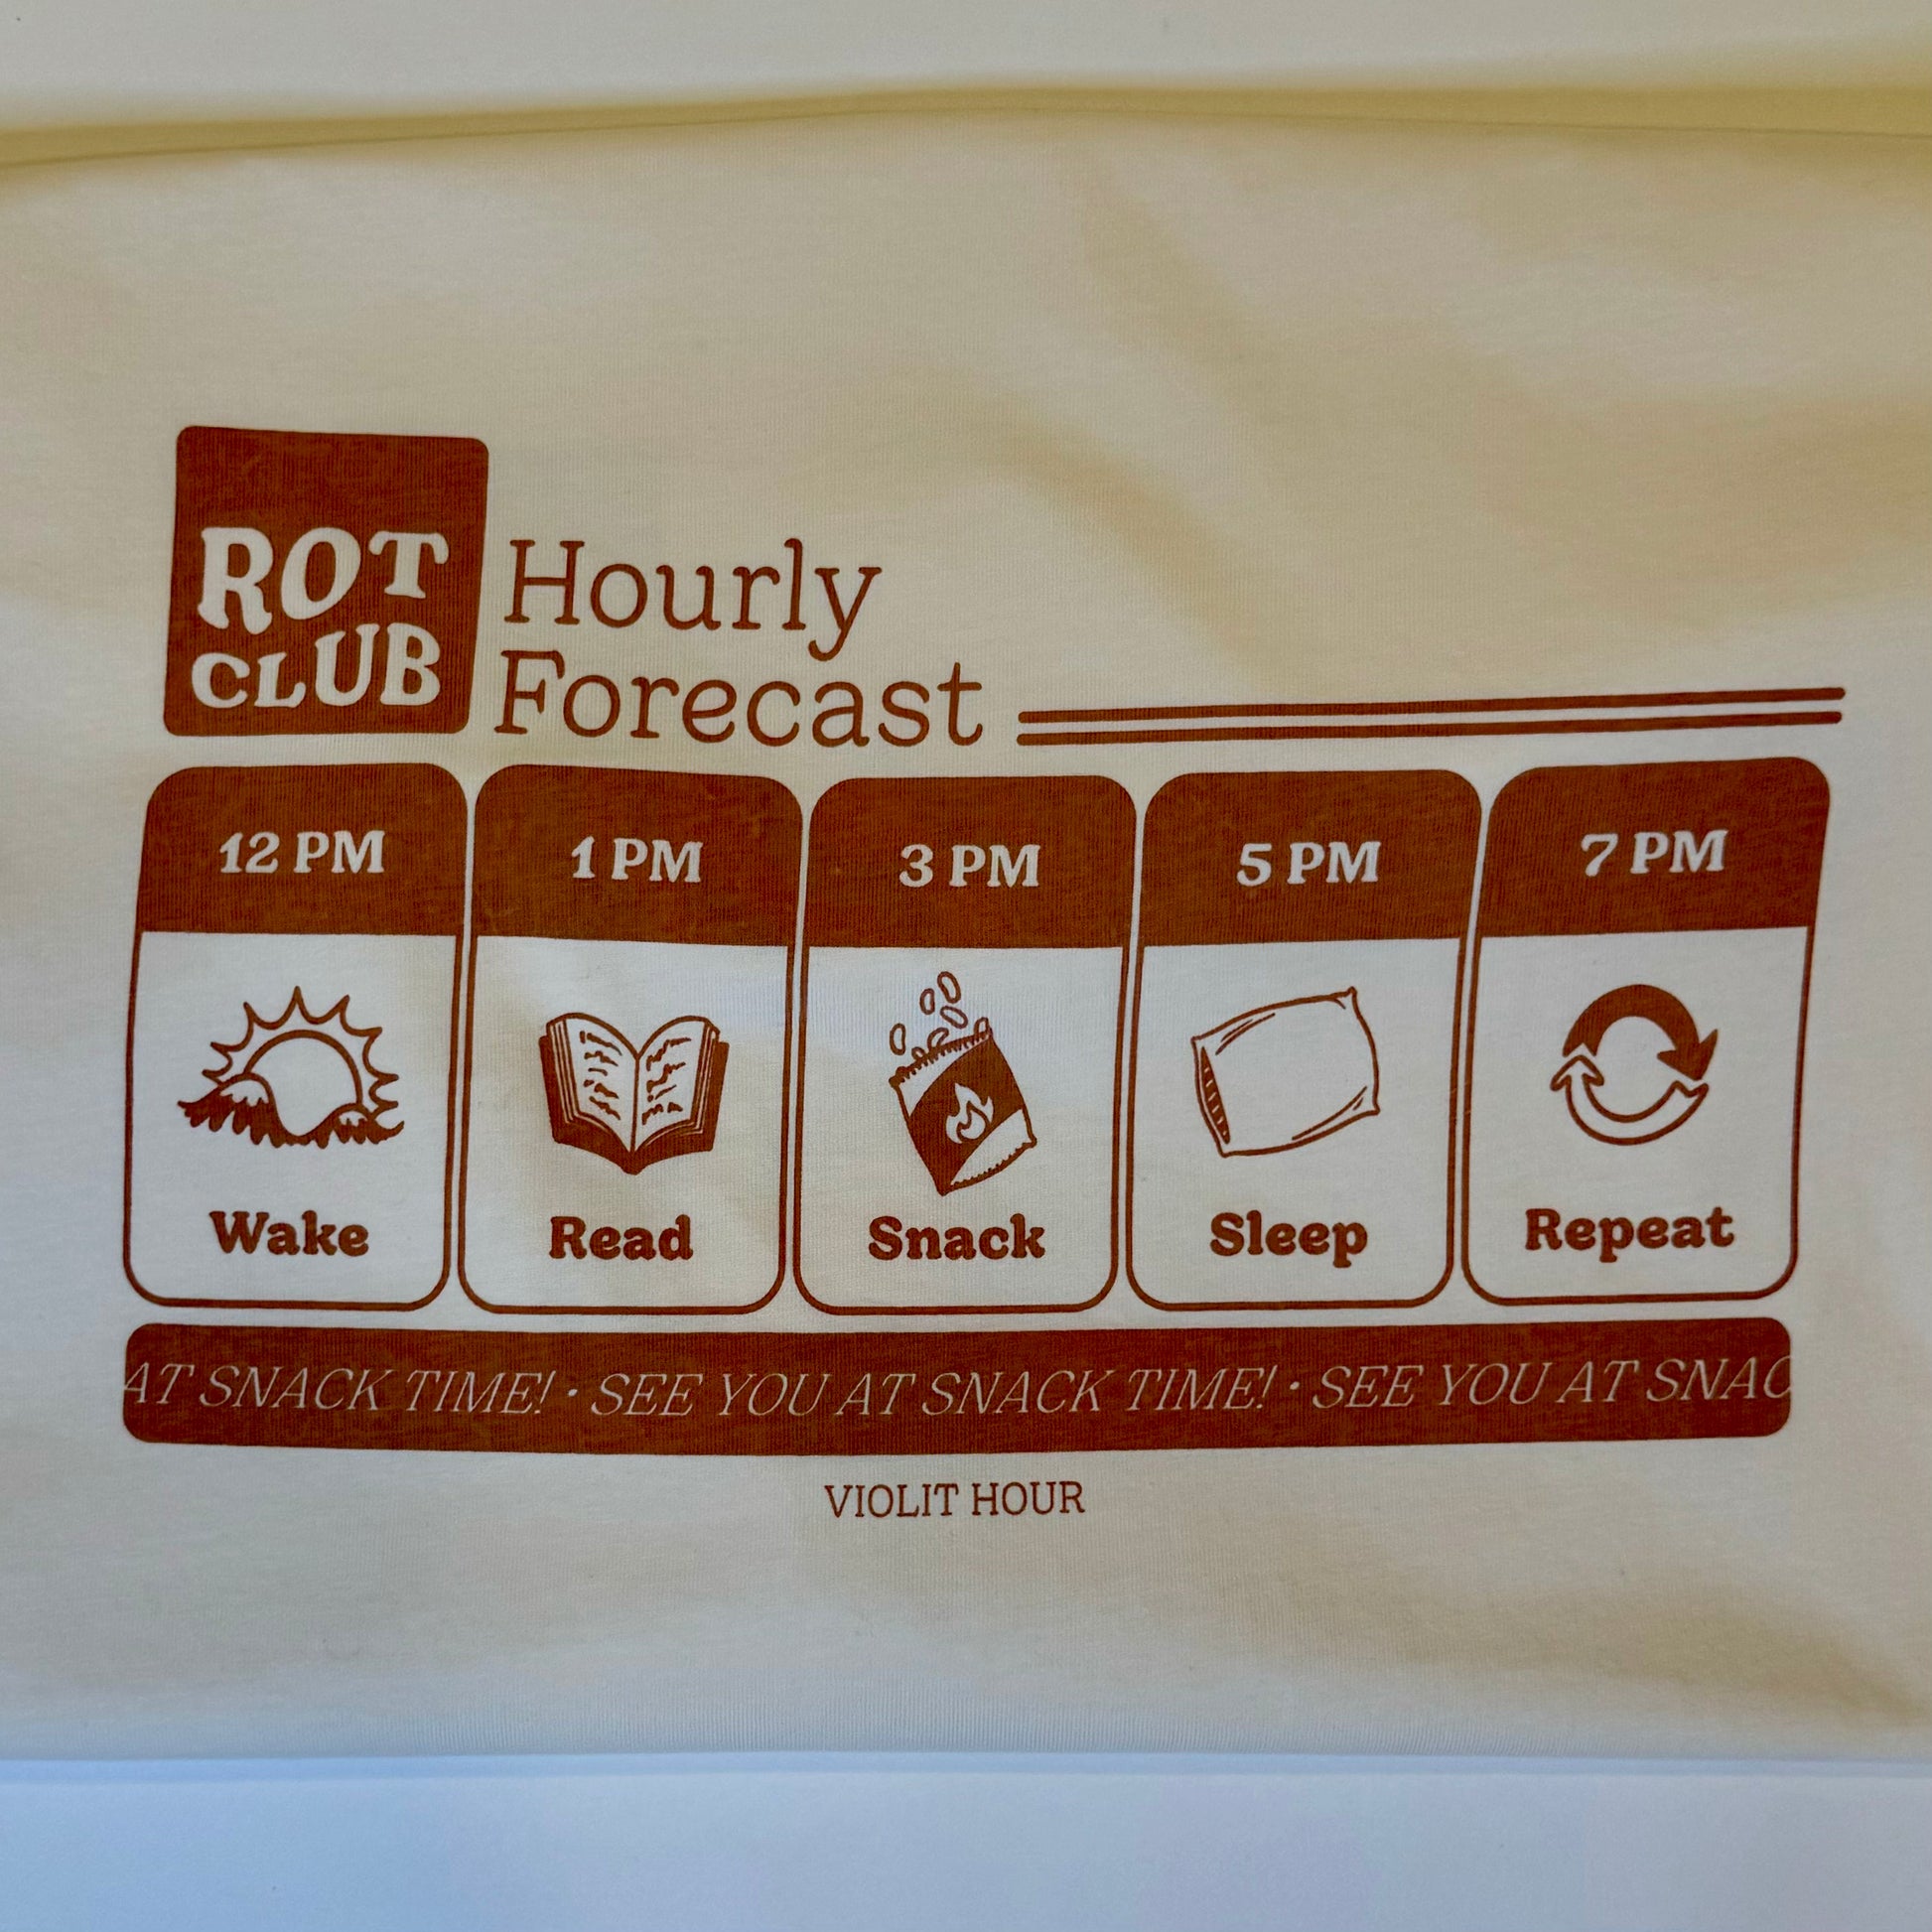 ROT
CLUB
Hourly
Forecast
12 PM
1 PM
3 PM
5 PM
7 PM
Wake
Read
Snack
Sleep
Repeat
AT SNACK TIME! • SEE YOU AT SNACK TIME! • SEE YOU AT SNAC
VIOLIT HOUR